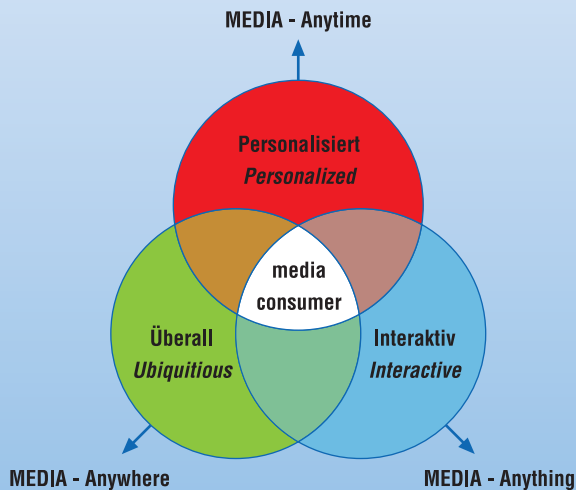 MEDIA - Anytime
Personalisiert
Personalized
media
consumer
Überall
Ubiquitious
Interaktiv
Interactive
MEDIA - Anywhere
MEDIA - Anything